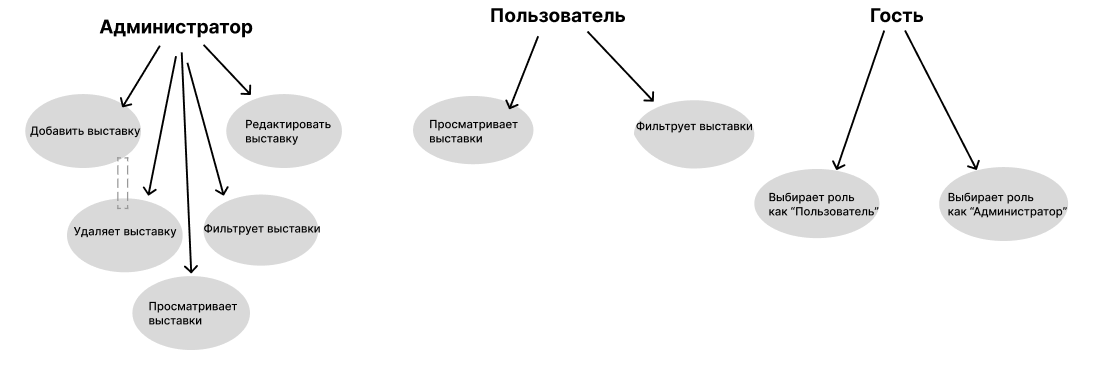 Администратор
Добавить выставку
Редактировать
выставку
Удаляет выставку
Фильтрует выставки
Просматривает
выставки
Пользователь
Просматривает
выставки
Фильтрует выставки
Гость
Выбирает роль
как “Пользователь”
Выбирает роль
как “Администратор”